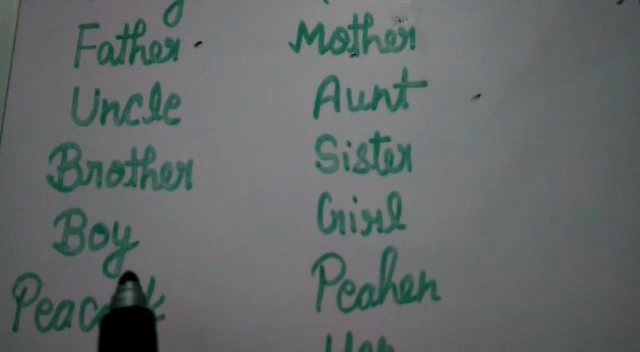 Father Mother
Uncle Aunt
Brother Sister
Boy Girl
Peahen